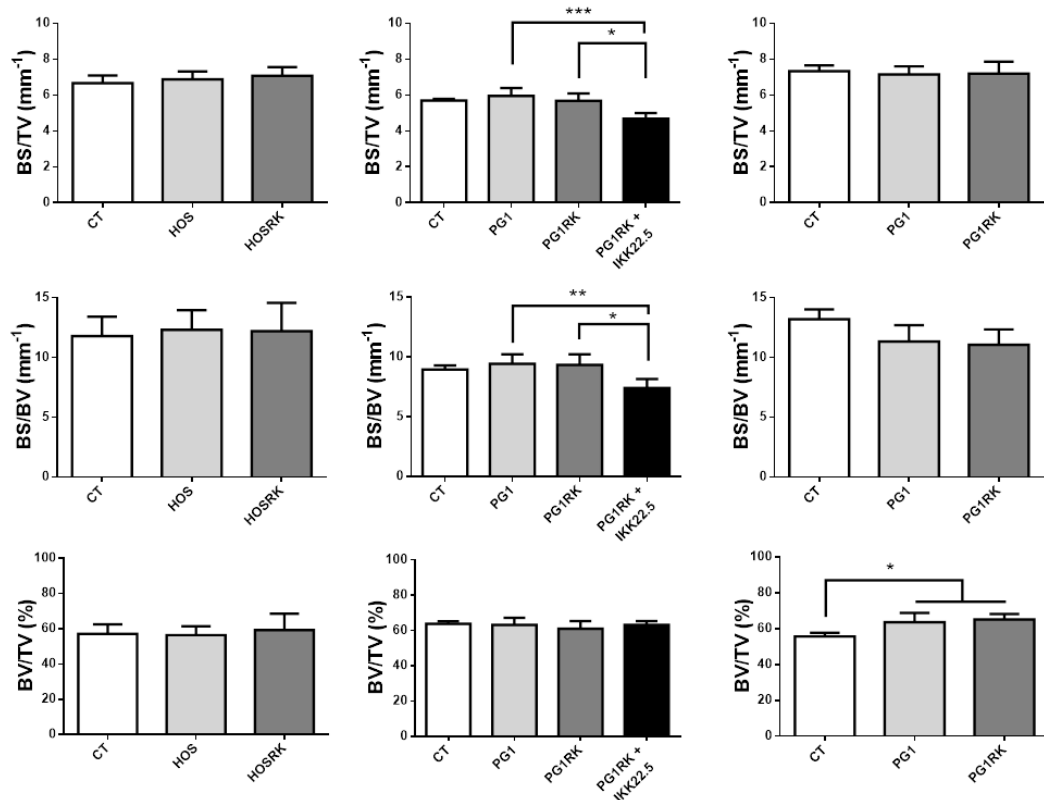 10
8
6
4
2
0
BS/TV (mm-1)
CT
HOS
HOSRK
10
8
6
4
2
0
BS/TV (mm-1)
***
*
CT
PG1
PG1RK
PG1RK +
IKK22.5
10
8
6
4
2
0
BS/TV (mm-1)
CT
PG1
PG1RK
15
10
5
0
BS/BV (mm-1)
CT
HOS
HOSRK
15
10
5
0
BS/BV (mm-1)
**
*
CT
PG1
PG1RK
PG1RK +
IKK22.5
15
10
5
0
BS/BV (mm-1)
CT
PG1
PG1RK
100
80
60
40
20
0
BV/TV (%)
CT
HOS
HOSRK
100
80
60
40
20
0
BV/TV (%)
CT
PG1
PG1RK
PG1RK +
IKK22.5
100
80
60
40
20
0
BV/TV (%)
*
CT
PG1
PG1RK